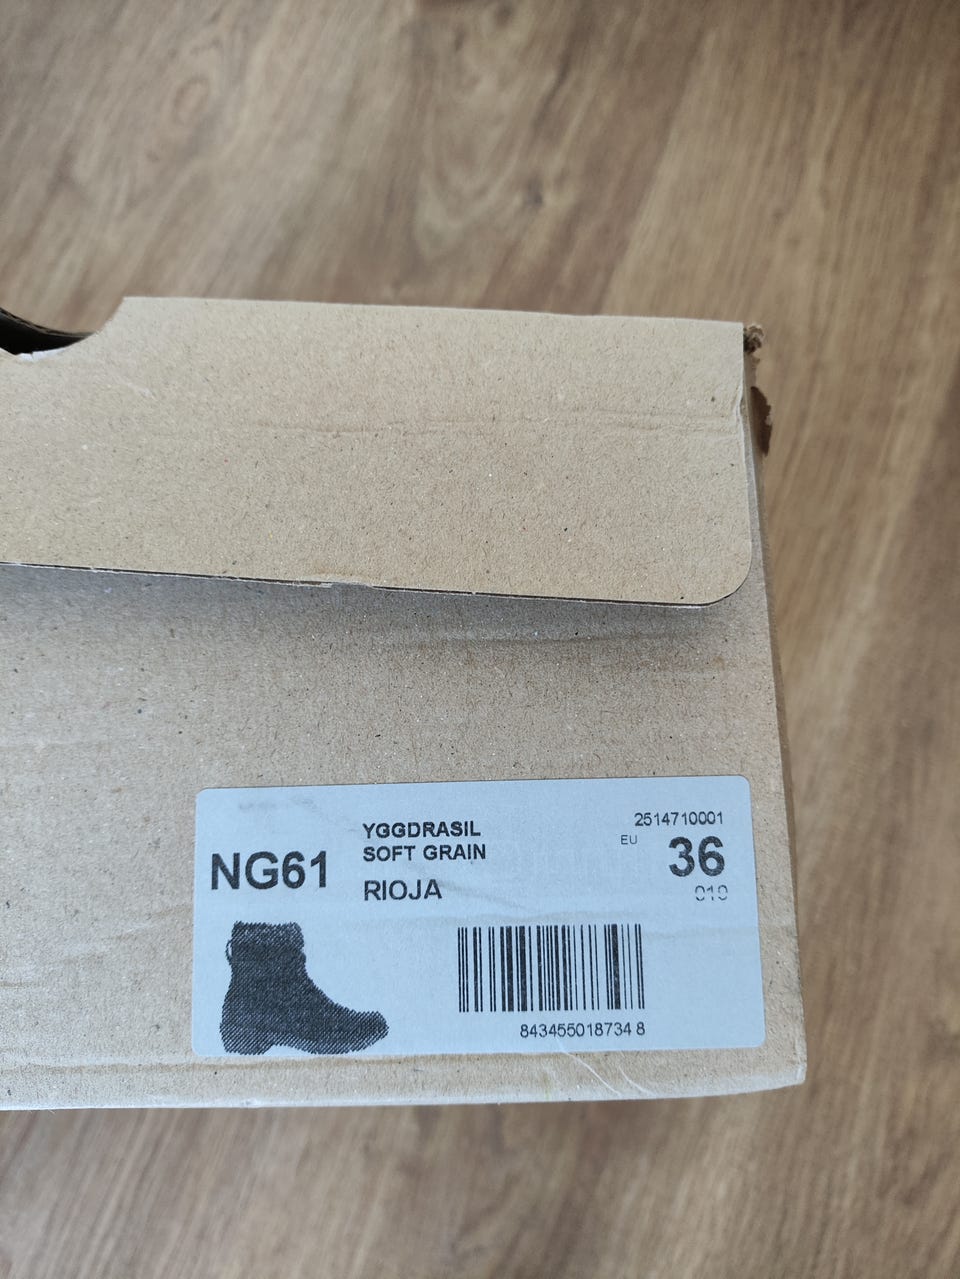 NG61
YGGDRASIL
SOFT GRAIN
RIOJA
2514710001
EU 36
010
843455018734 8